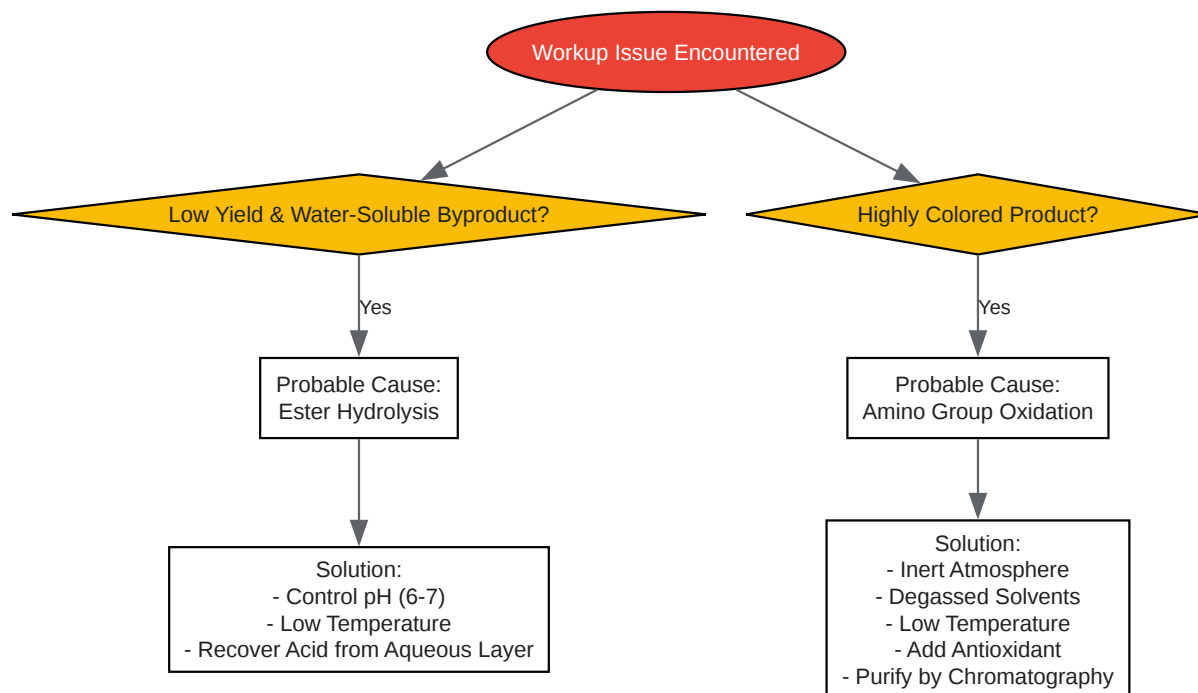 Workup Issue Encountered
Low Yield & Water-Soluble Byproduct?
Highly Colored Product?
Yes
Yes
Probable Cause:
Ester Hydrolysis
Probable Cause:
Amino Group Oxidation
Solution:
- Control pH (6-7)
- Low Temperature
- Recover Acid from Aqueous Layer
Solution:
- Inert Atmosphere
- Degassed Solvents
- Low Temperature
- Add Antioxidant
- Purify by Chromatography